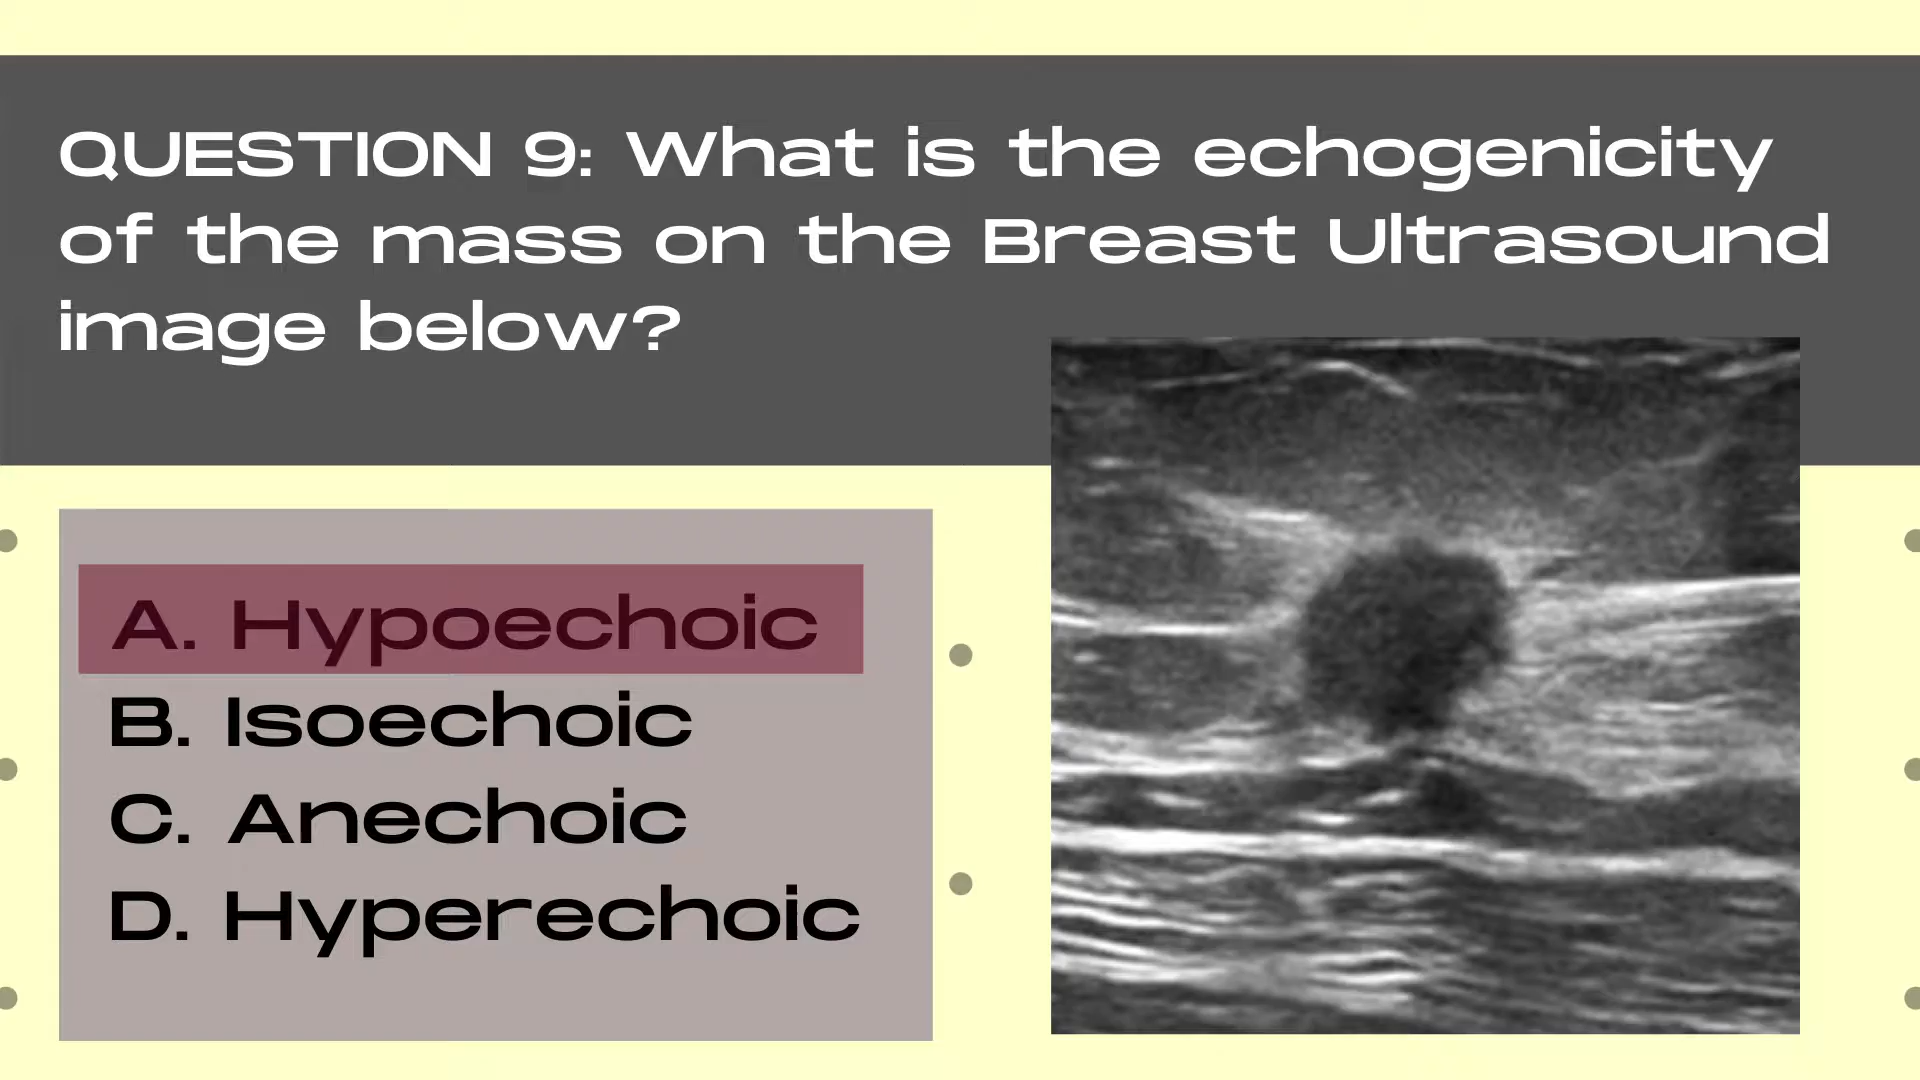 QUESTION 9: What is the echogenicity
of the mass on the Breast Ultrasound
image below?
A. Hypoechoic
B. Isoechoic
C. Anechoic
D. Hyperechoic